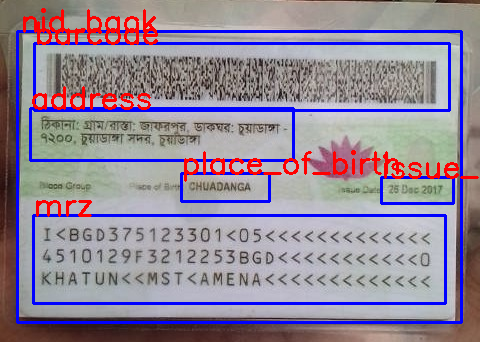 nid_back
barcode
address
ঠিকানা: গ্রাম/রাস্তা: জাফরপুর, ডাকঘর: চুয়াডাঙ্গা -
৭২০০, চুয়াডাঙ্গা সদর, চুয়াডাঙ্গা
place_of_birth
issue_
Blood Group Place of Birth CHUADANGA Issue Date 26 Dec 2017
mrz
I<BGD375123301<05<<<<<<<<<<<<<
4510129F3212253BGD<<<<<<<<<<<0
KHATUN<<MST<AMENA<<<<<<<<<<<<<